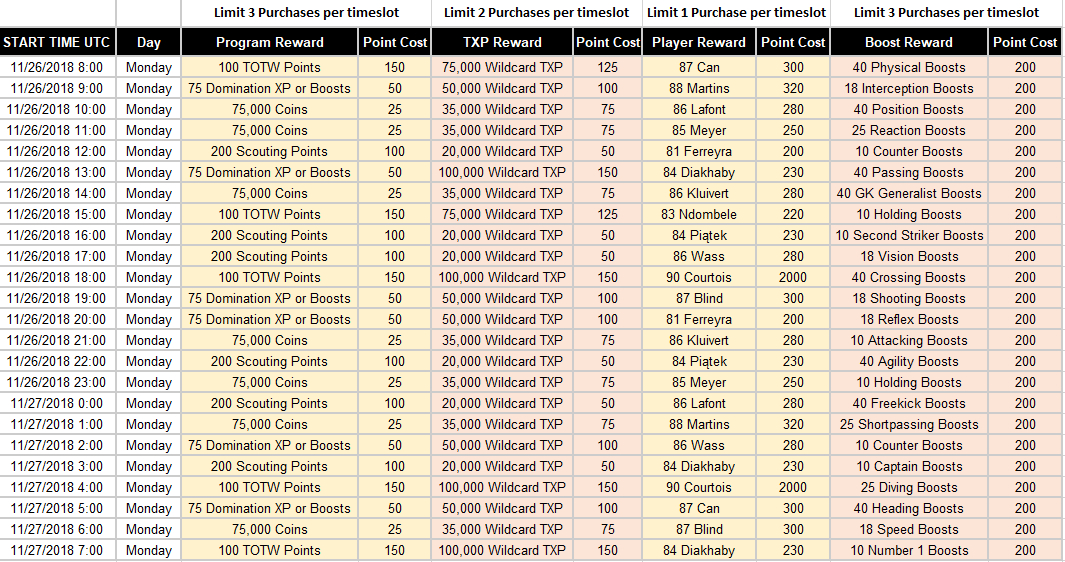 Limit 3 Purchases per timeslot Limit 2 Purchases per timeslot Limit 1 Purchase per timeslot Limit 3 Purchases per timeslot
START TIME UTC Day Program Reward Point Cost TXP Reward Point Cost Player Reward Point Cost Boost Reward Point Cost
11/26/2018 8:00 Monday 100 TOTW Points 150 75,000 Wildcard TXP 125 87 Can 300 40 Physical Boosts 200
11/26/2018 9:00 Monday 75 Domination XP or Boosts 50 50,000 Wildcard TXP 100 88 Martins 320 18 Interception Boosts 200
11/26/2018 10:00 Monday 75,000 Coins 25 35,000 Wildcard TXP 75 86 Lafont 280 40 Position Boosts 200
11/26/2018 11:00 Monday 75,000 Coins 25 35,000 Wildcard TXP 75 85 Meyer 250 25 Reaction Boosts 200
11/26/2018 12:00 Monday 200 Scouting Points 100 20,000 Wildcard TXP 50 81 Ferreyra 200 10 Counter Boosts 200
11/26/2018 13:00 Monday 75 Domination XP or Boosts 50 100,000 Wildcard TXP 150 84 Diakhaby 230 40 Passing Boosts 200
11/26/2018 14:00 Monday 75,000 Coins 25 35,000 Wildcard TXP 75 86 Kluivert 280 40 GK Generalist Boosts 200
11/26/2018 15:00 Monday 100 TOTW Points 150 75,000 Wildcard TXP 125 83 Ndombele 220 10 Holding Boosts 200
11/26/2018 16:00 Monday 200 Scouting Points 100 20,000 Wildcard TXP 50 84 Piątek 230 10 Second Striker Boosts 200
11/26/2018 17:00 Monday 200 Scouting Points 100 20,000 Wildcard TXP 50 86 Wass 280 18 Vision Boosts 200
11/26/2018 18:00 Monday 100 TOTW Points 150 100,000 Wildcard TXP 150 90 Courtois 2000 40 Crossing Boosts 200
11/26/2018 19:00 Monday 75 Domination XP or Boosts 50 50,000 Wildcard TXP 100 87 Blind 300 18 Shooting Boosts 200
11/26/2018 20:00 Monday 75 Domination XP or Boosts 50 50,000 Wildcard TXP 100 81 Ferreyra 200 18 Reflex Boosts 200
11/26/2018 21:00 Monday 75,000 Coins 25 35,000 Wildcard TXP 75 86 Kluivert 280 10 Attacking Boosts 200
11/26/2018 22:00 Monday 200 Scouting Points 100 20,000 Wildcard TXP 50 84 Piątek 230 40 Agility Boosts 200
11/26/2018 23:00 Monday 75,000 Coins 25 35,000 Wildcard TXP 75 85 Meyer 250 10 Holding Boosts 200
11/27/2018 0:00 Monday 200 Scouting Points 100 20,000 Wildcard TXP 50 86 Lafont 280 40 Freekick Boosts 200
11/27/2018 1:00 Monday 75,000 Coins 25 35,000 Wildcard TXP 75 88 Martins 320 25 Shortpassing Boosts 200
11/27/2018 2:00 Monday 75 Domination XP or Boosts 50 50,000 Wildcard TXP 100 86 Wass 280 10 Counter Boosts 200
11/27/2018 3:00 Monday 200 Scouting Points 100 20,000 Wildcard TXP 50 84 Diakhaby 230 10 Captain Boosts 200
11/27/2018 4:00 Monday 100 TOTW Points 150 100,000 Wildcard TXP 150 90 Courtois 2000 25 Diving Boosts 200
11/27/2018 5:00 Monday 75 Domination XP or Boosts 50 50,000 Wildcard TXP 100 87 Can 300 40 Heading Boosts 200
11/27/2018 6:00 Monday 75,000 Coins 25 35,000 Wildcard TXP 75 87 Blind 300 18 Speed Boosts 200
11/27/2018 7:00 Monday 100 TOTW Points 150 100,000 Wildcard TXP 150 84 Diakhaby 230 10 Number 1 Boosts 200